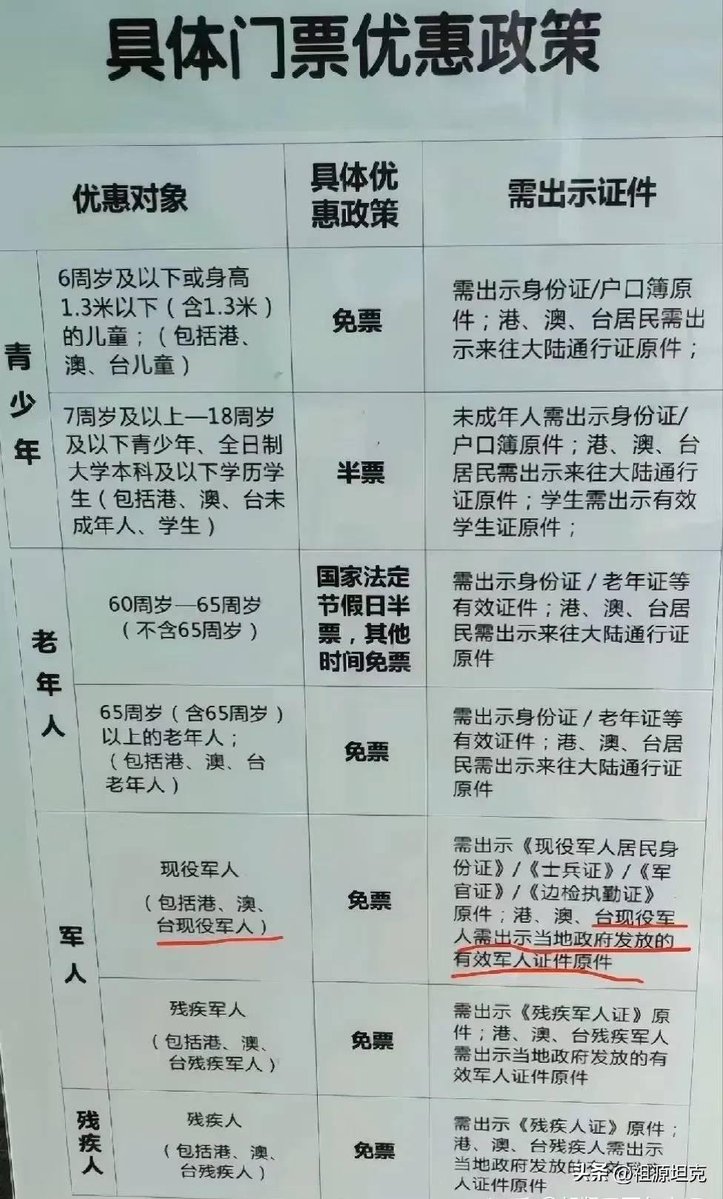 具体门票优惠政策
优惠对象
具体优
惠政策
需出示证件
青少年
6周岁及以下或身高
1.3米以下（含1.3米）
的儿童；（包括港、
澳、台儿童）
免票
需出示身份证/户口簿原
件；港、澳、台居民需出
示来往大陆通行证原件；
7周岁及以上—18周岁
及以下青少年、全日制
大学本科及以下学历学
生（包括港、澳、台未
成年人、学生）
半票
未成年人需出示身份证/
户口簿原件；港、澳、台
居民需出示来往大陆通行
证原件；学生需出示有效
学生证原件；
老年人
60周岁—65周岁
（不含65周岁）
国家法定
节假日半
票，其他
时间免票
需出示身份证／老年证等
有效证件；港、澳、台居
民需出示来往大陆通行证
原件
65周岁（含65周岁）
以上的老年人；
（包括港、澳、台
老年人）
免票
需出示身份证／老年证等
有效证件；港、澳、台居
民需出示来往大陆通行证
原件
军人
现役军人
（包括港、澳、
台现役军人）
免票
需出示《现役军人居民身
份证》/《士兵证》/《军
官证》/《边检执勤证》
原件；港、澳、台现役军
人需出示当地政府发放的
有效军人证件原件
残疾军人
（包括港、澳、
台残疾军人）
免票
需出示《残疾军人证》原
件；港、澳、台残疾军人
需出示当地政府发放的有
效军人证件原件
残疾人
残疾人
（包括港、澳、
台残疾人）
免票
需出示《残疾人证》原件；
港、澳、台残疾人需出示
当地政府发放的有效
人证件原件
头条 @祖源坦克